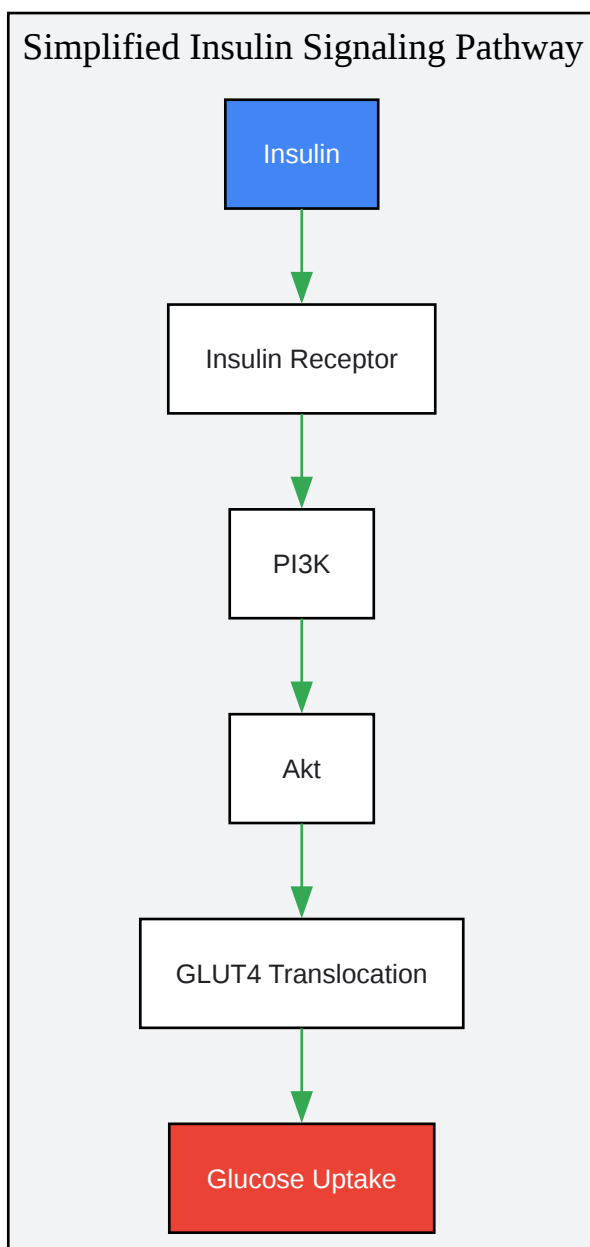 Simplified Insulin Signaling Pathway
Insulin
Insulin Receptor
PI3K
Akt
GLUT4 Translocation
Glucose Uptake